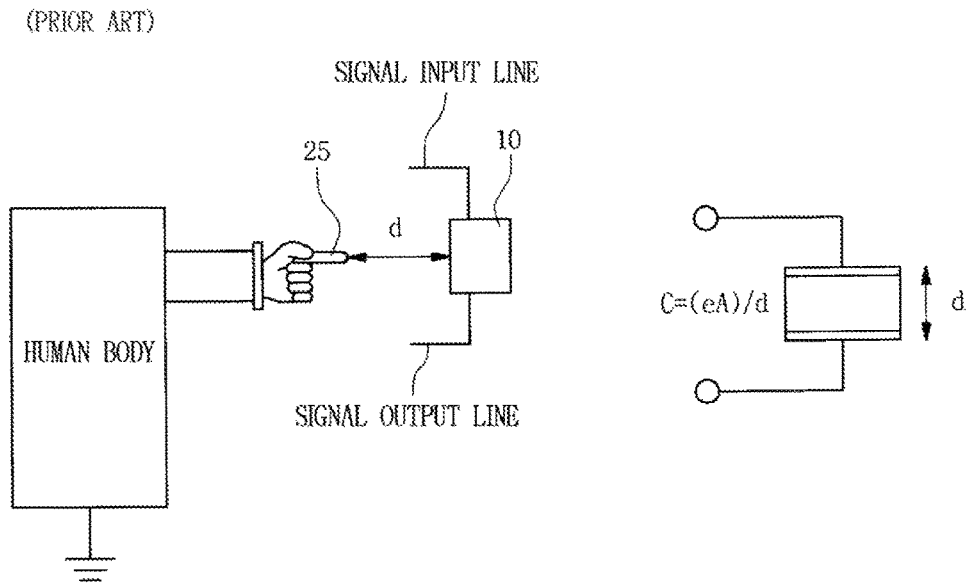 (PRIOR ART)
SIGNAL INPUT LINE
25
10
d
HUMAN BODY
C=(eA)/d
d
SIGNAL OUTPUT LINE